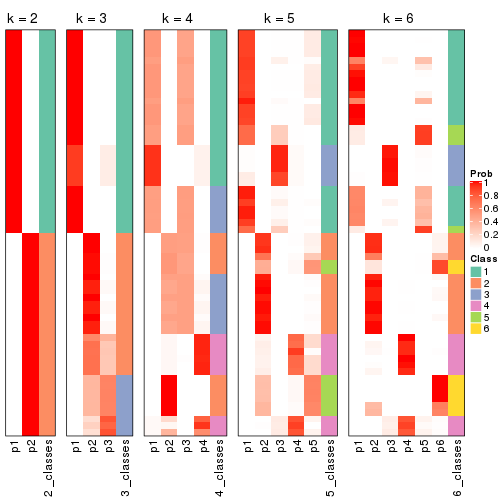 k = 2
k = 3
k = 4
k = 5
k = 6
Prob
1
0.8
0.6
0.4
0.2
0
Class
1
2
3
4
5
6
p1
p2
2_classes
p1
p2
p3
3_classes
p1
p2
p3
p4
4_classes
p1
p2
p3
p4
p5
5_classes
p1
p2
p3
p4
p5
p6
6_classes